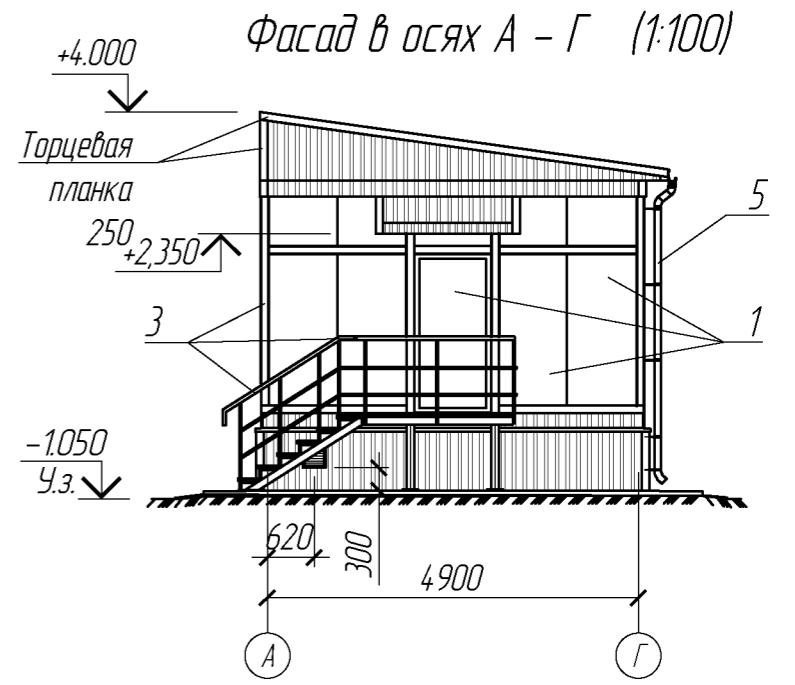 Фасад в осях А – Г (1:100)
+4.000
Торцевая
планка
5
250
+2,350
3
1
–1.050
У.з.
620
300
4900
А
Г